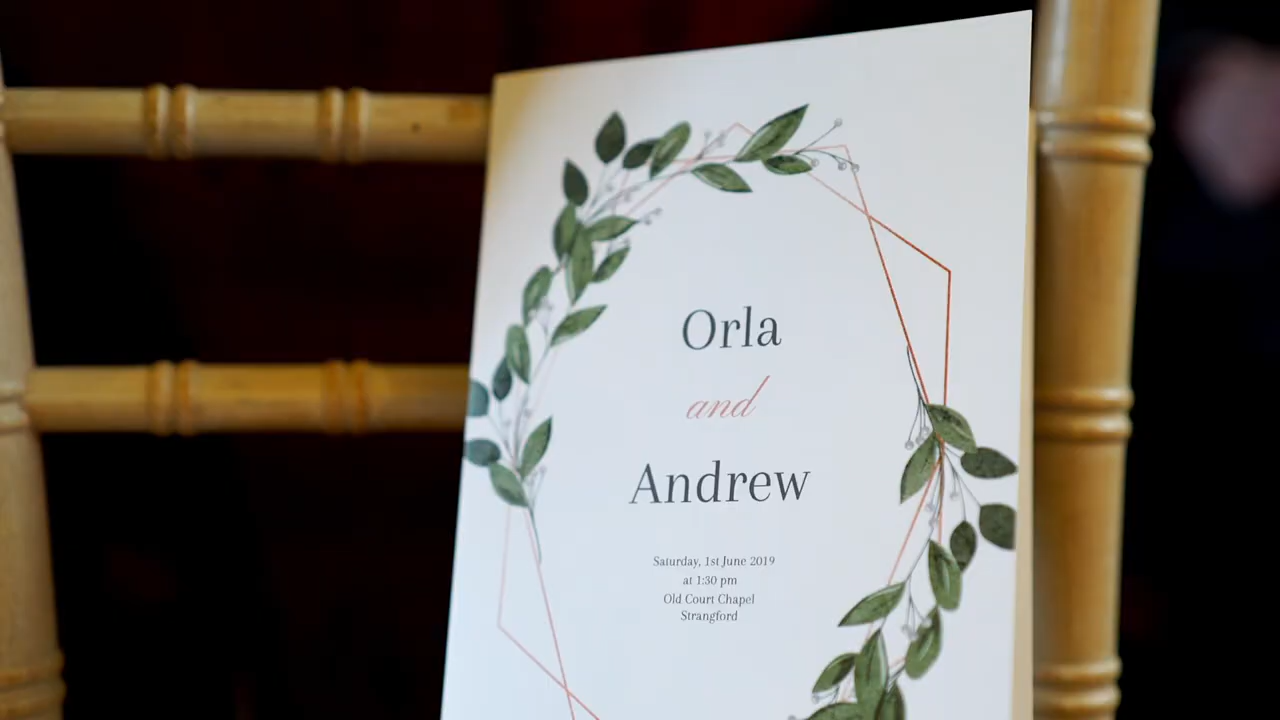 Orla
and
Andrew
Saturday, 1st June 2019
at 1:30 pm
Old Court Chapel
Strangford